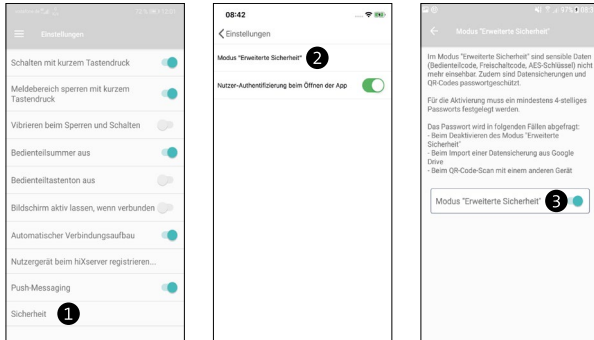 Einstellungen
Schalten mit kurzem Tastendruck
Meldebereich sperren mit kurzem
Tastendruck
Vibrieren beim Sperren und Schalten
Bedienteilsummer aus
Bedienteiltastenton aus
Bildschirm aktiv lassen, wenn verbunden
Automatischer Verbindungsaufbau
Nutzergerät beim hiXserver registrieren...
Push-Messaging
Sicherheit 1
08:42
Einstellungen
Modus "Erweiterte Sicherheit" 2
Nutzer-Authentifizierung beim Öffnen der App
Modus "Erweiterte Sicherheit"
Im Modus "Erweiterte Sicherheit" sind sensible Daten
(Bedienteilcode, Freischaltcode, AES-Schlüssel) nicht
mehr einsehbar. Zudem sind Datensicherungen und
QR-Codes passwortgeschützt.
Für die Aktivierung muss ein mindestens 4-stelliges
Passworts festgelegt werden.
Das Passwort wird in folgenden Fällen abgefragt:
- Beim Deaktivieren des Modus "Erweiterte
Sicherheit"
- Beim Import einer Datensicherung aus Google
Drive
- Beim QR-Code-Scan mit einem anderen Gerät
Modus "Erweiterte Sicherheit" 3